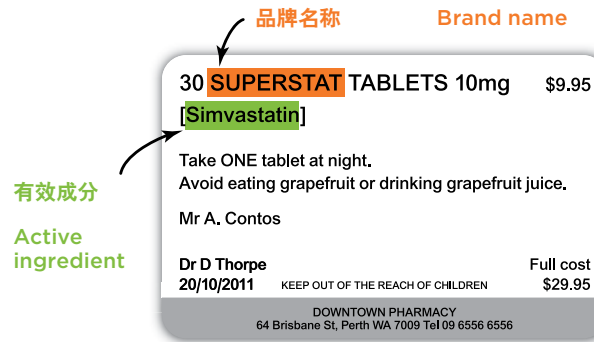 品牌名称 Brand name
30 SUPERSTAT TABLETS 10mg $9.95
[Simvastatin]
Take ONE tablet at night.
Avoid eating grapefruit or drinking grapefruit juice.
有效成分
Mr A. Contos
Active
ingredient
Dr D Thorpe Full cost
20/10/2011 KEEP OUT OF THE REACH OF CHILDREN $29.95
DOWNTOWN PHARMACY
64 Brisbane St, Perth WA 7009 Tel 09 6556 6556